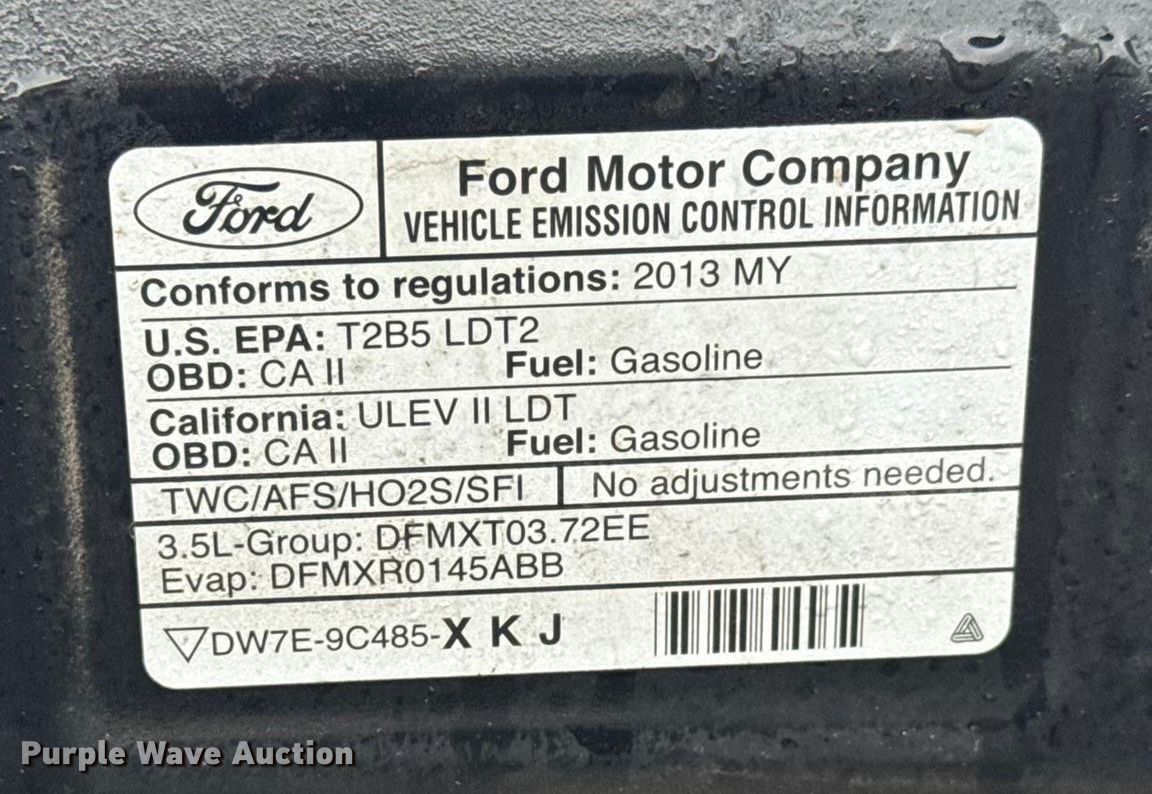 Ford
Ford Motor Company
VEHICLE EMISSION CONTROL INFORMATION
Conforms to regulations: 2013 MY
U.S. EPA: T2B5 LDT2
OBD: CA II Fuel: Gasoline
California: ULEV II LDT
OBD: CA II Fuel: Gasoline
TWC/AFS/HO2S/SFI No adjustments needed.
3.5L-Group: DFMXT03.72EE
Evap: DFMXR0145ABB
DW7E-9C485-X K J
Purple Wave Auction